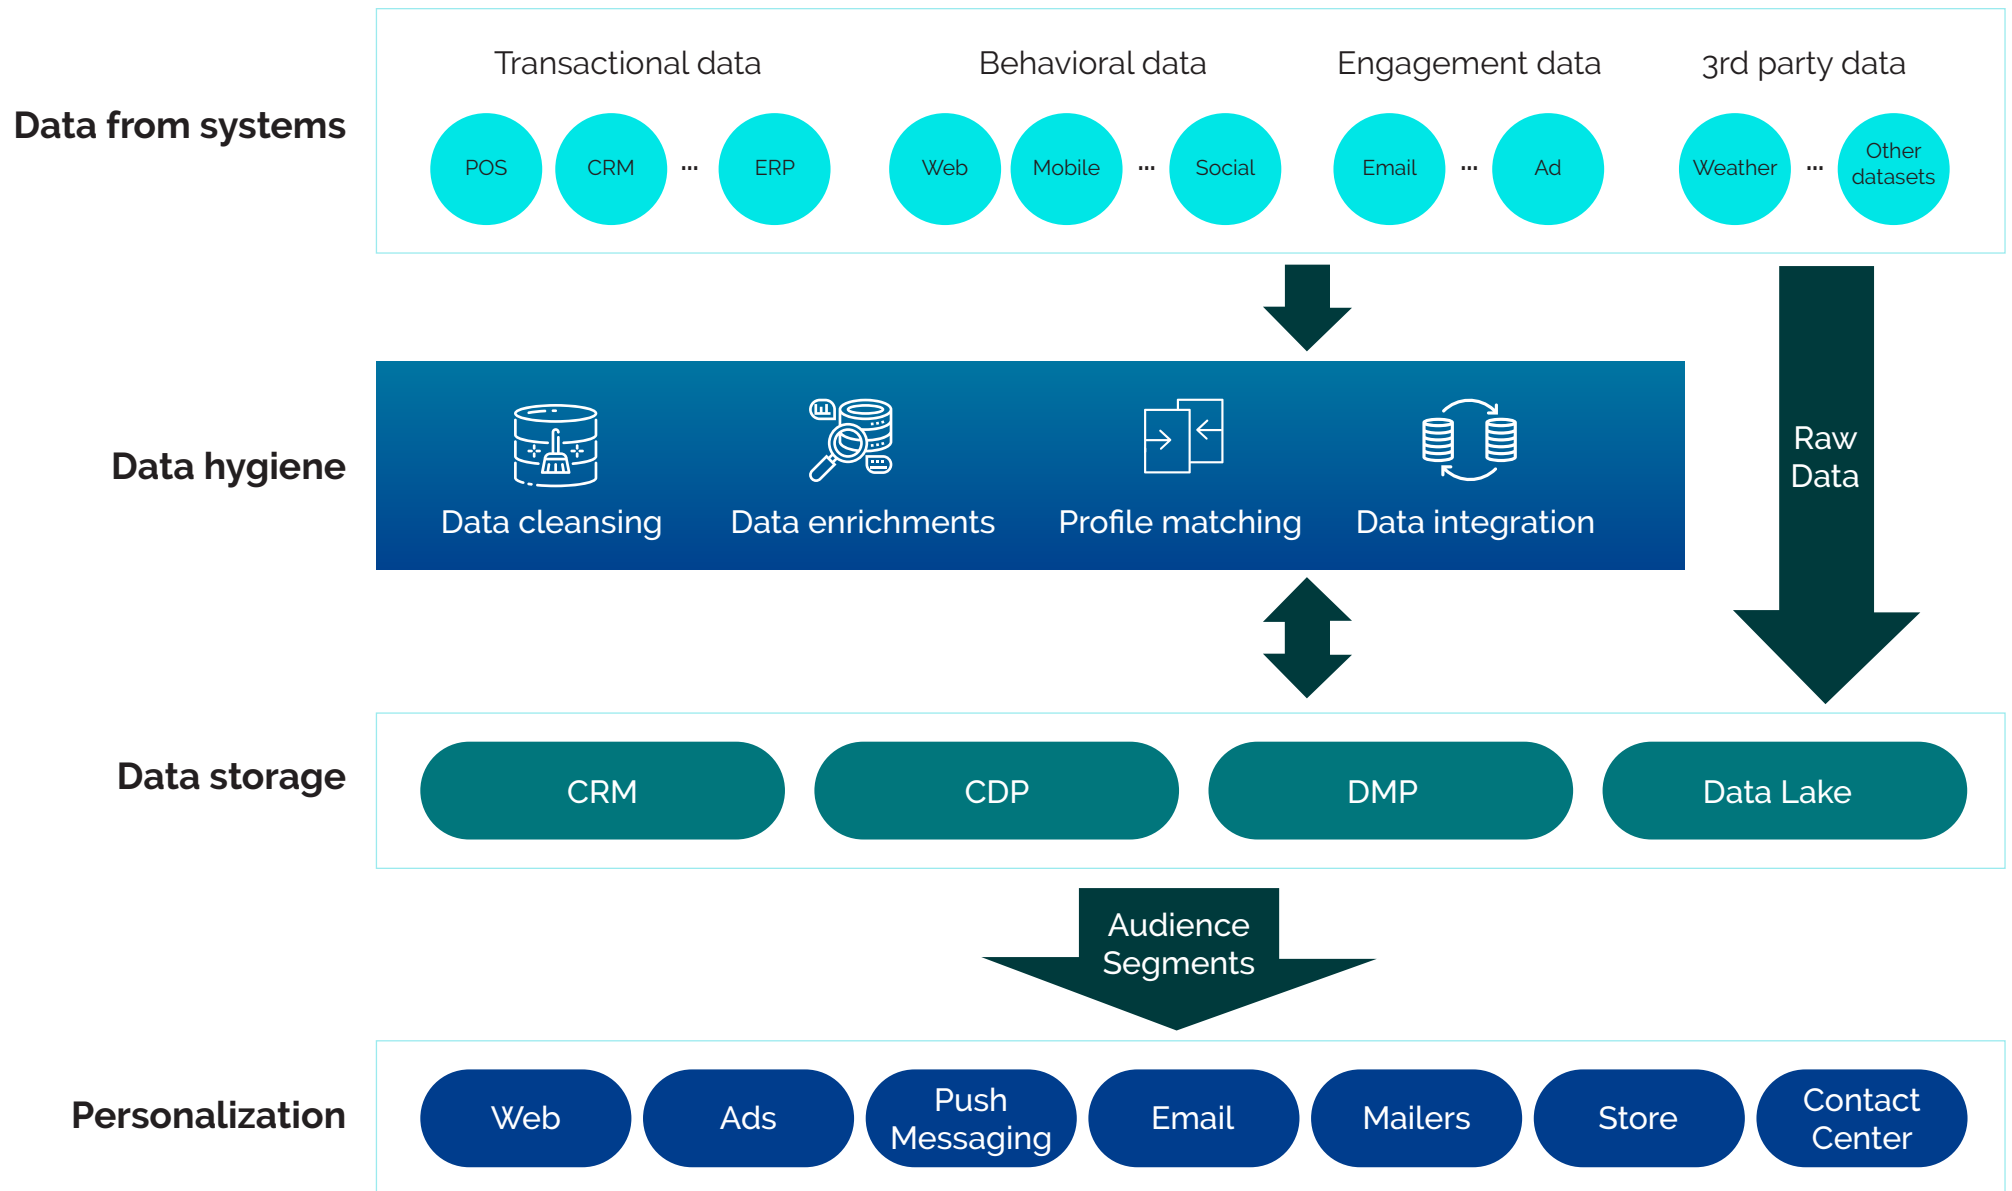 Transactional data
Behavioral data
Engagement data
3rd party data
Data from systems
POS
CRM
...
ERP
Web
Mobile
...
Social
Email
...
Ad
Weather
...
Other
datasets
Data hygiene
Data cleansing
Data enrichments
Profile matching
Data integration
Raw
Data
Data storage
CRM
CDP
DMP
Data Lake
Audience
Segments
Personalization
Web
Ads
Push
Messaging
Email
Mailers
Store
Contact
Center